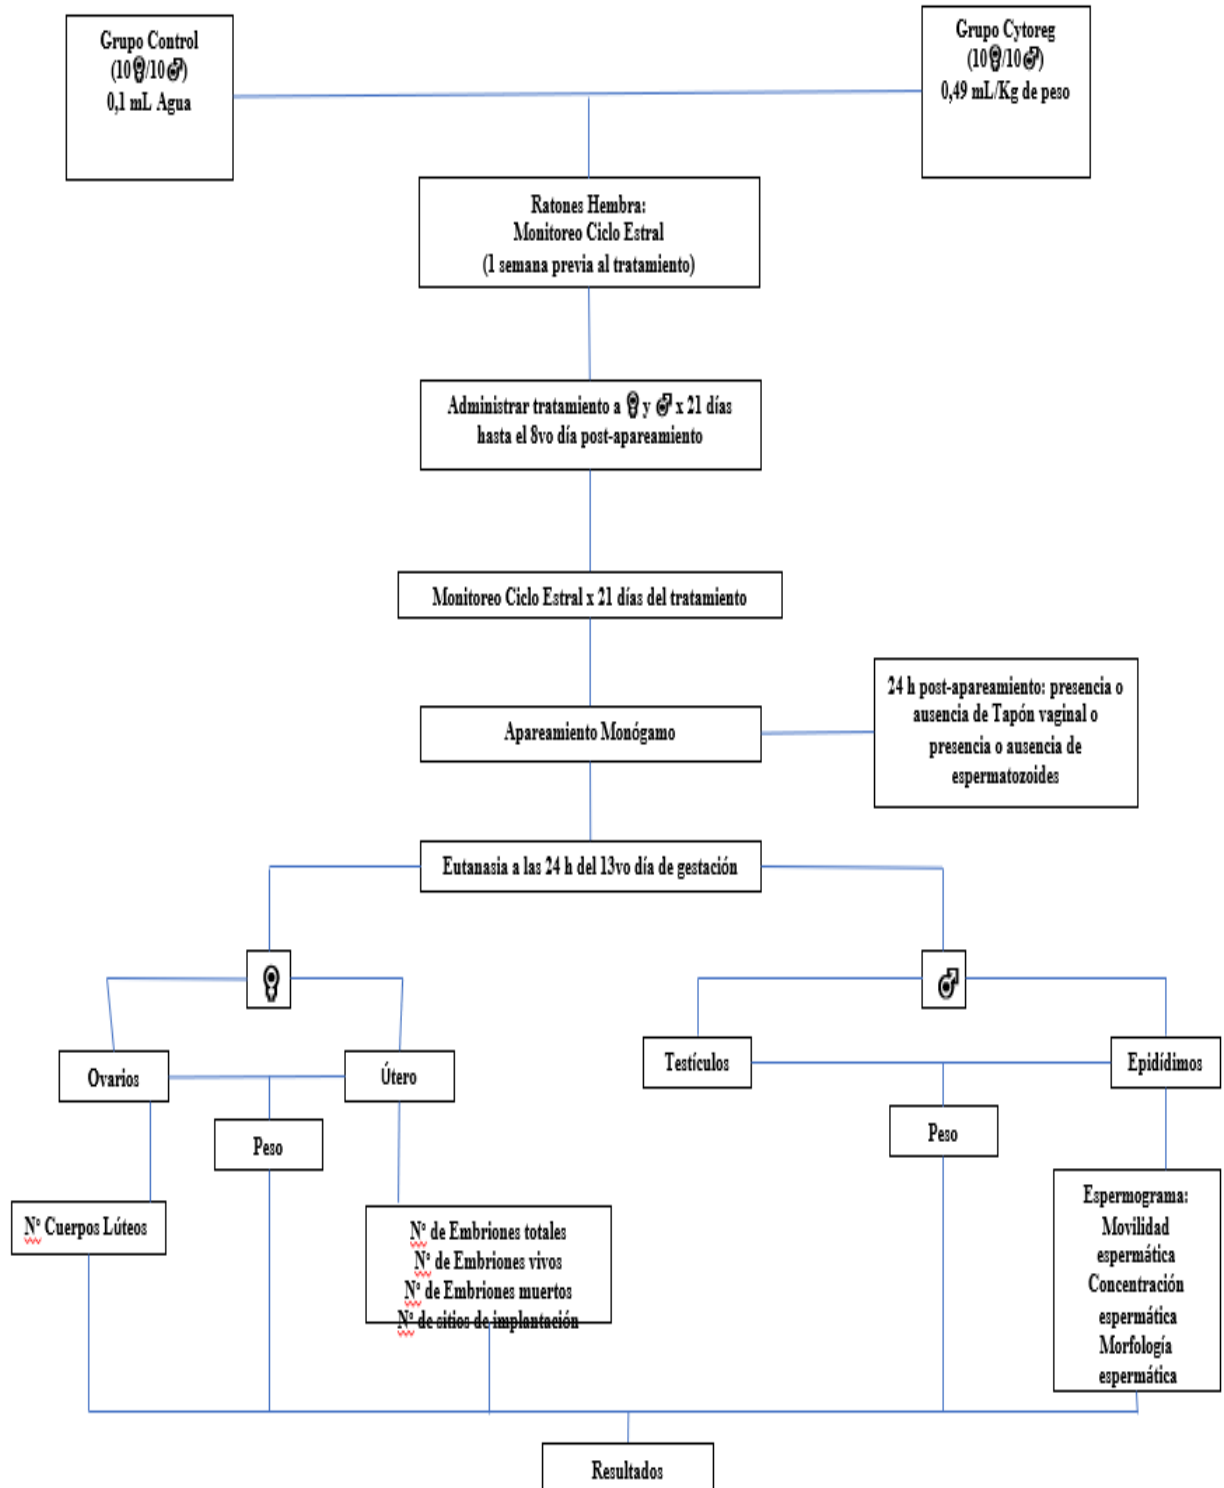 Grupo Control
(10♀/10♂)
0,1 mL Agua
Grupo Cytoreg
(10♀/10♂)
0,49 mL/Kg de peso
Ratones Hembra:
Monitoreo Ciclo Estral
(1 semana previa al tratamiento)
Administrar tratamiento a ♀ y ♂ x 21 días
hasta el 8vo día post-apareamiento
Monitoreo Ciclo Estral x 21 días del tratamiento
Apareamiento Monógamo
24 h post-apareamiento: presencia o
ausencia de Tapón vaginal o
presencia o ausencia de
espermatozoides
Eutanasia a las 24 h del 13vo día de gestación
♀
♂
Ovarios
Útero
Testículos
Epidídimos
Peso
Peso
N° Cuerpos Lúteos
N° de Embriones totales
N° de Embriones vivos
N° de Embriones muertos
N° de sitios de implantación
Espermograma:
Movilidad
espermática
Concentración
espermática
Morfología
espermática
Resultados